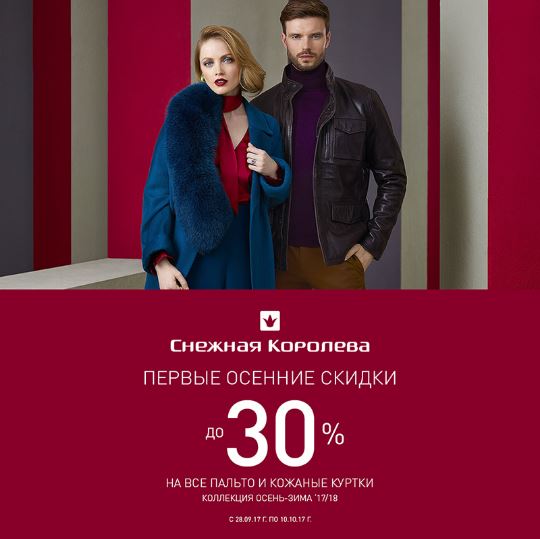 Снежная Королева
ПЕРВЫЕ ОСЕННИЕ СКИДКИ
ДО 30%
НА ВСЕ ПАЛЬТО И КОЖАНЫЕ КУРТКИ
КОЛЛЕКЦИЯ ОСЕНЬ-ЗИМА '17/18
С 28.09.17 Г. ПО 10.10.17 Г.